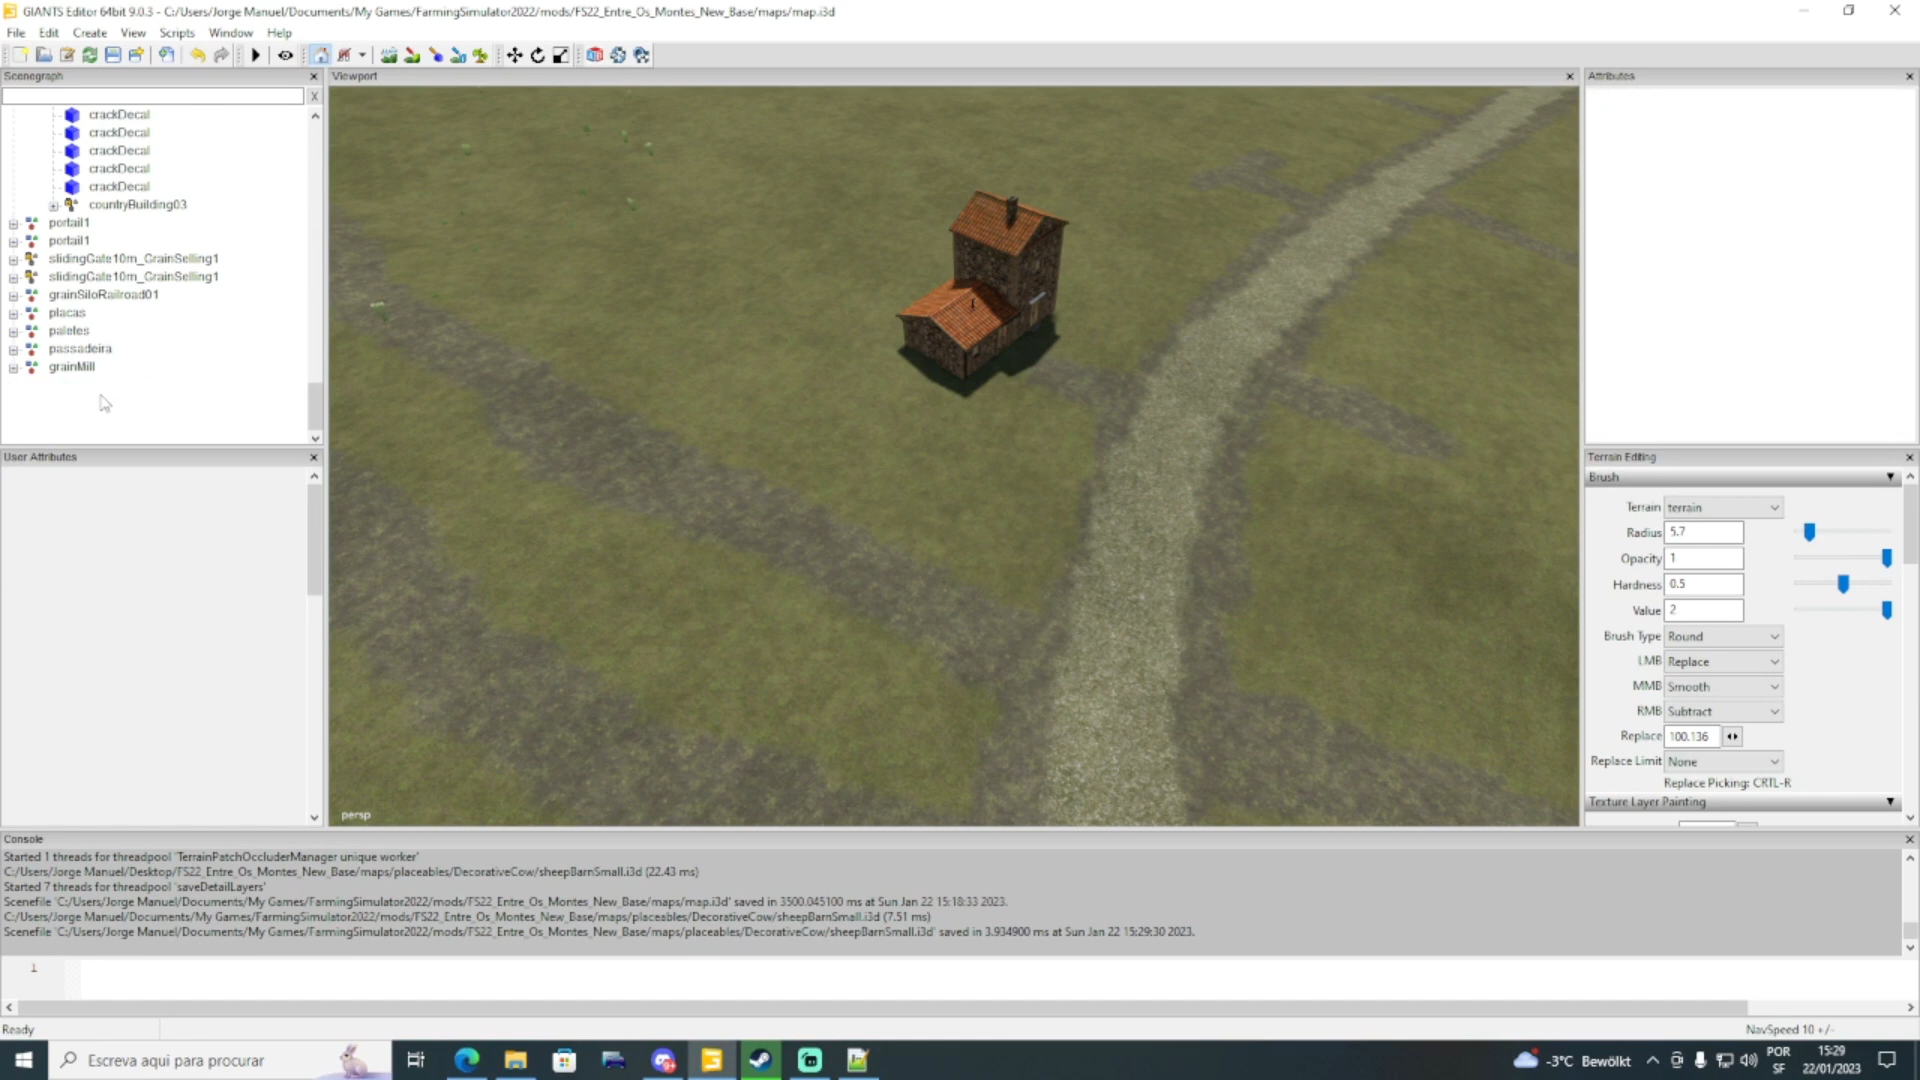 GIANTS Editor 64bit 9.0.3 - C:/Users/Jorge Manuel/Documents/My Games/FarmingSimulator2022/mods/FS22_Entre_Os_Montes_New_Base/maps/map.i3d
File Edit Create View Scripts Window Help
Scenegraph
X
crackDecal
crackDecal
crackDecal
crackDecal
crackDecal
countryBuilding03
portail1
portail1
slidingGate10m_GrainSelling1
slidingGate10m_GrainSelling1
grainSiloRailroad01
placas
paletes
passadeira
grainMill
User Attributes
Viewport
persp
Attributes
Terrain Editing
Brush
Terrain terrain
Radius 5.7
Opacity 1
Hardness 0.5
Value 2
Brush Type Round
LMB Replace
MMB Smooth
RMB Subtract
Replace 100.136
Replace Limit None
Replace Picking: CRTL-R
Texture Layer Painting
Console
Started 1 threads for threadpool 'TerrainPatchOccluderManager unique worker'
C:/Users/Jorge Manuel/Desktop/FS22_Entre_Os_Montes_New_Base/maps/placeables/DecorativeCow/sheepBarnSmall.i3d (22.43 ms)
Started 7 threads for threadpool 'saveDetailLayers'
Scenefile 'C:/Users/Jorge Manuel/Documents/My Games/FarmingSimulator2022/mods/FS22_Entre_Os_Montes_New_Base/maps/map.i3d' saved in 3500.045100 ms at Sun Jan 22 15:18:33 2023.
C:/Users/Jorge Manuel/Documents/My Games/FarmingSimulator2022/mods/FS22_Entre_Os_Montes_New_Base/maps/placeables/DecorativeCow/sheepBarnSmall.i3d (7.51 ms)
Scenefile 'C:/Users/Jorge Manuel/Documents/My Games/FarmingSimulator2022/mods/FS22_Entre_Os_Montes_New_Base/maps/placeables/DecorativeCow/sheepBarnSmall.i3d' saved in 3.934900 ms at Sun Jan 22 15:29:30 2023.
1
Ready
NavSpeed 10 +/-
Escreva aqui para procurar
-3°C Bewölkt
POR
SF
15:29
22/01/2023